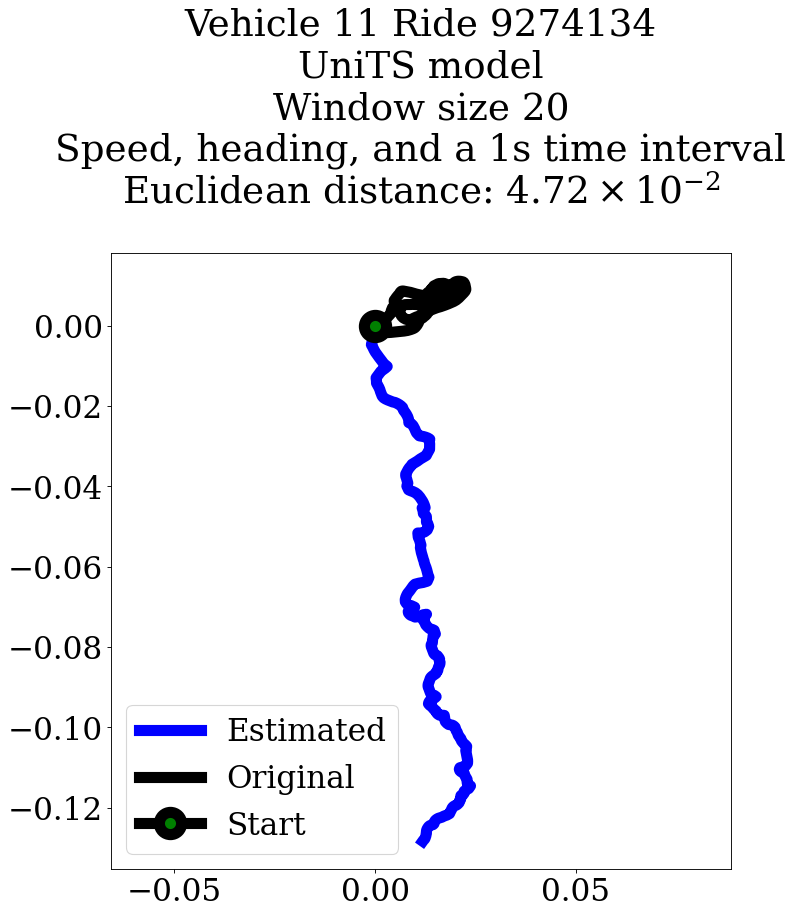 Vehicle 11 Ride 9274134
UniTS model
Window size 20
Speed, heading, and a 1s time interval
Euclidean distance: 4.72 × 10⁻²
0.00
−0.02
−0.04
−0.06
−0.08
−0.10
−0.12
Estimated
Original
Start
−0.05 0.00 0.05